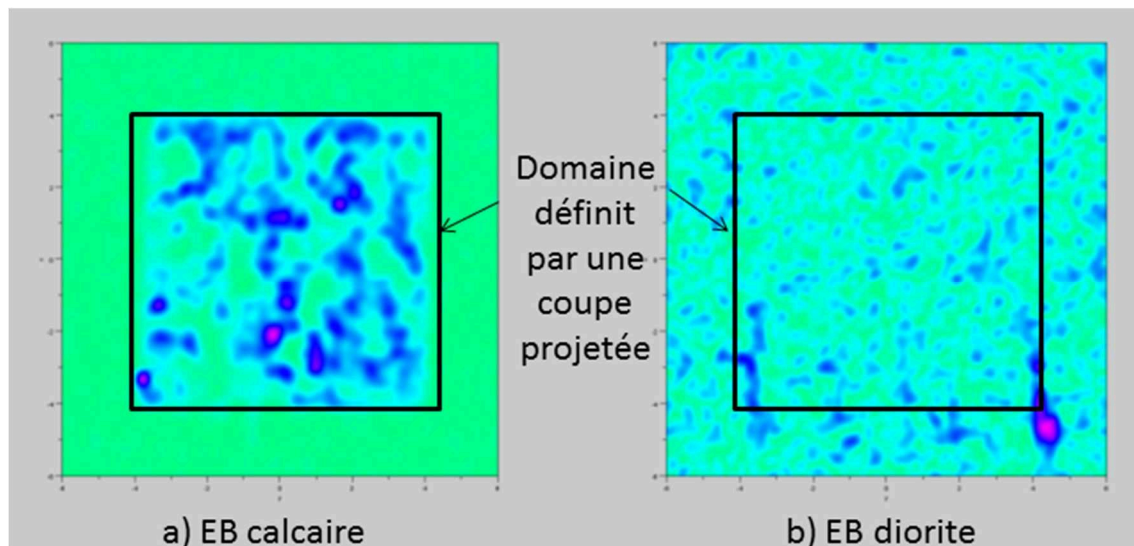 Domaine
définit
par une
coupe
projetée
a) EB calcaire
b) EB diorite